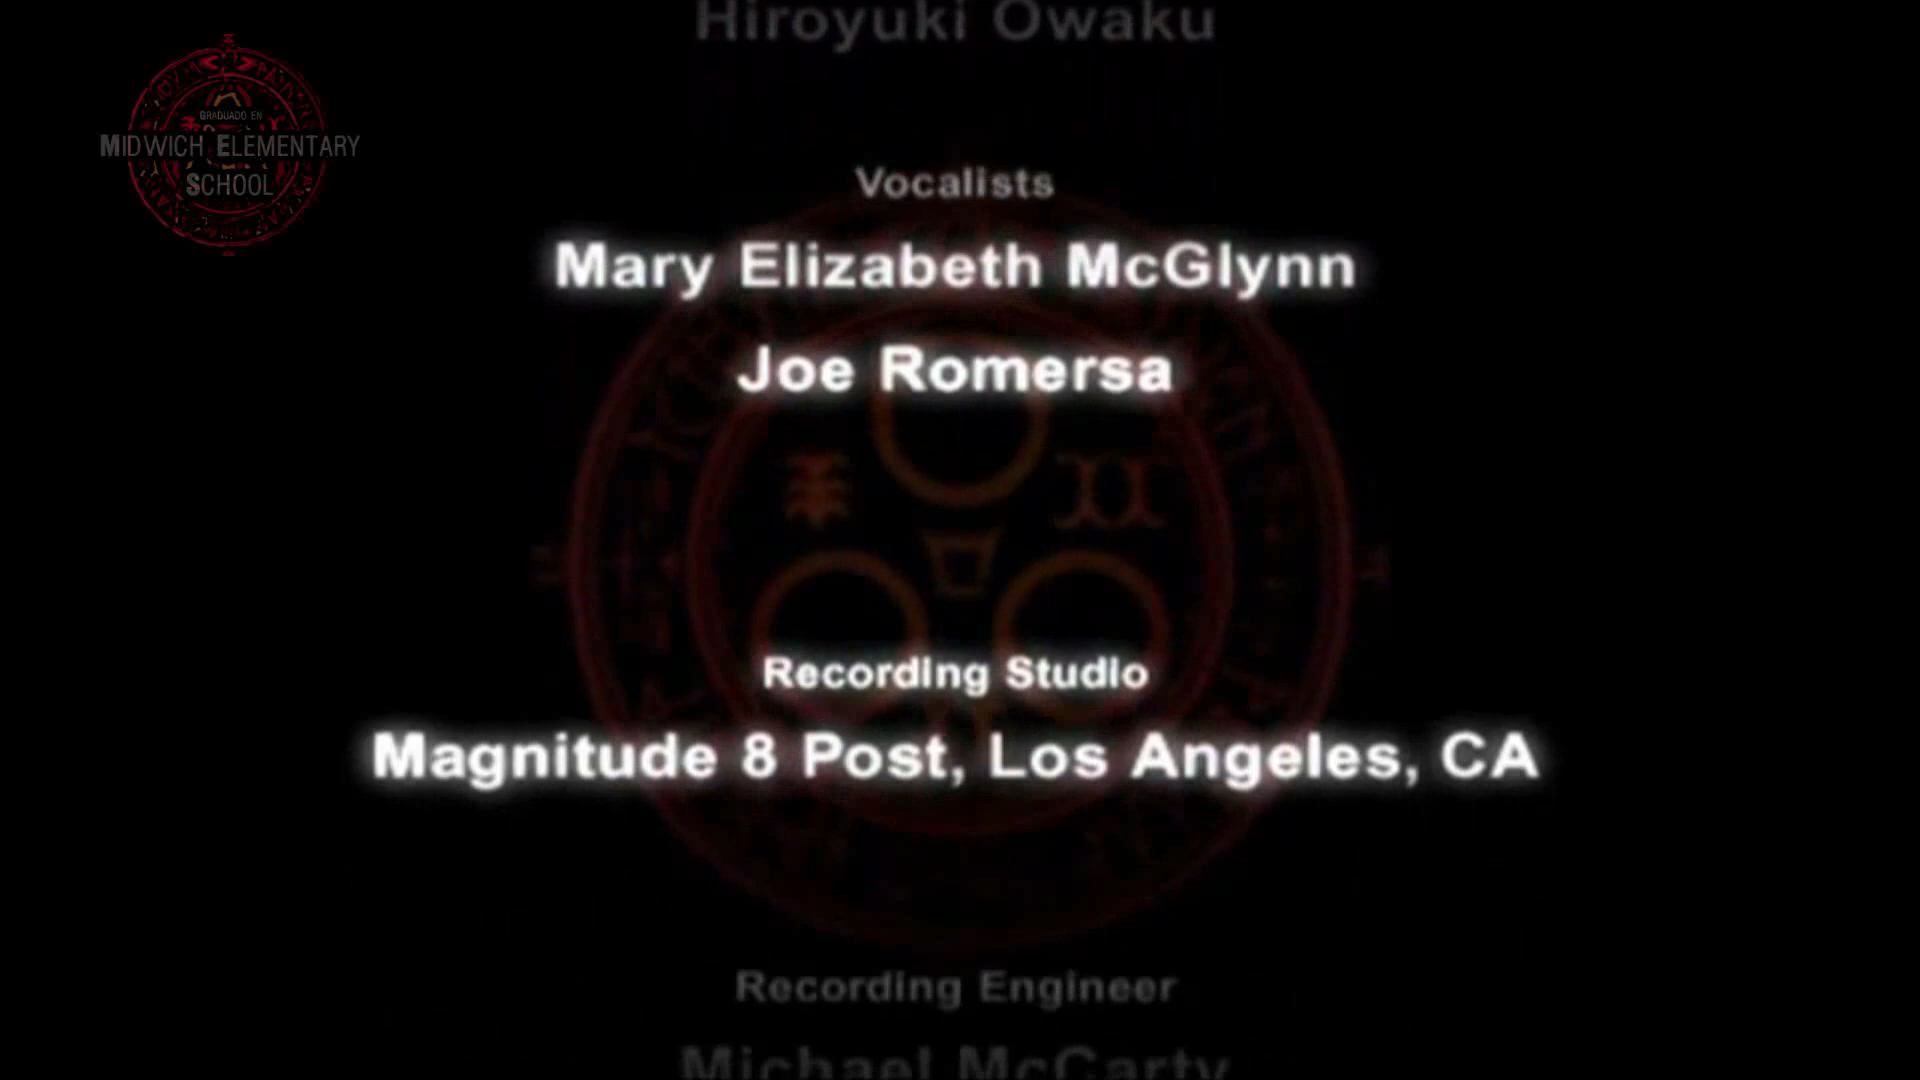 Hiroyuki Owaku
GRADUADO EN
MIDWICH ELEMENTARY
SCHOOL
Vocalists
Mary Elizabeth McGlynn
Joe Romersa
Recording Studio
Magnitude 8 Post, Los Angeles, CA
Recording Engineer
Michael McCarty